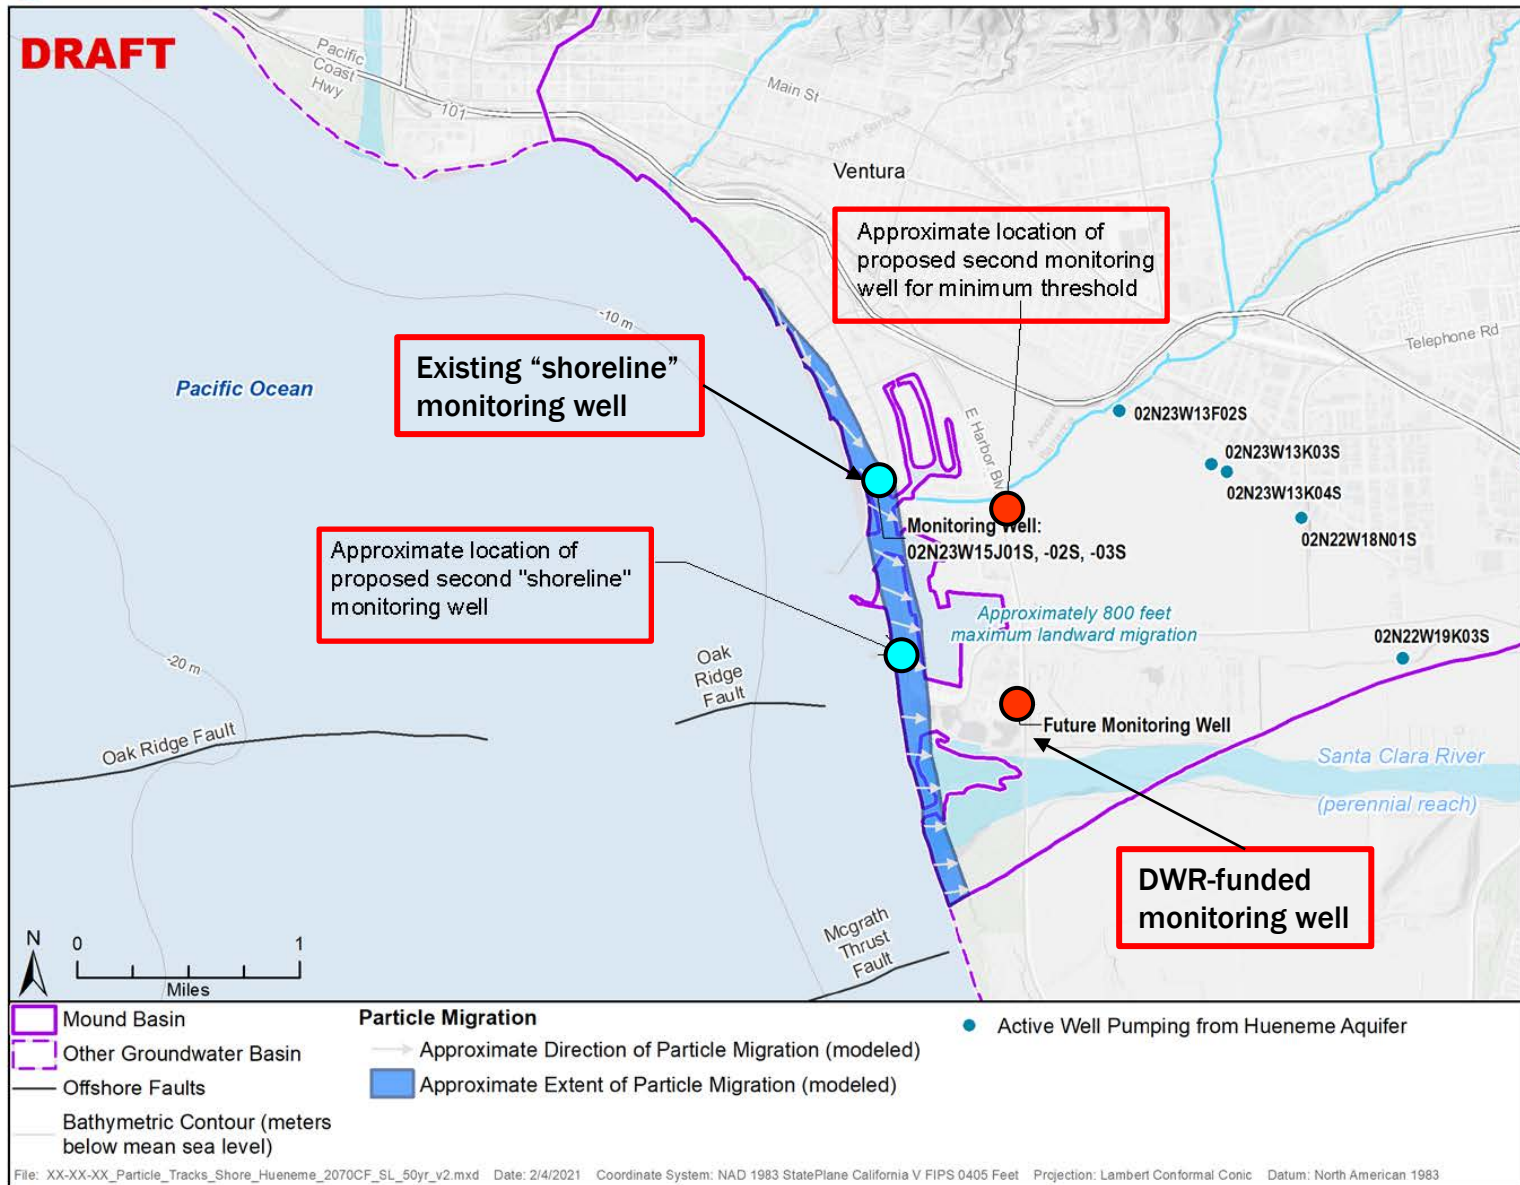 DRAFT
Pacific
Coast
Hwy
101
Main St
Ventura
Approximate location of
proposed second monitoring
well for minimum threshold
-10 m
Telephone Rd
Existing “shoreline”
monitoring well
Pacific Ocean
E Harbor Blvd
02N23W13F02S
02N23W13K03S
02N23W13K04S
02N22W18N01S
Monitoring Well:
02N23W15J01S, -02S, -03S
Approximate location of
proposed second "shoreline"
monitoring well
Approximately 800 feet
maximum landward migration
02N22W19K03S
-20 m
Oak
Ridge
Fault
Oak Ridge Fault
Future Monitoring Well
Santa Clara River
(perennial reach)
DWR-funded
monitoring well
Mcgrath
Thrust
Fault
N
0
1
Miles
Mound Basin
Other Groundwater Basin
Offshore Faults
Bathymetric Contour (meters
below mean sea level)
Particle Migration
Approximate Direction of Particle Migration (modeled)
Approximate Extent of Particle Migration (modeled)
Active Well Pumping from Hueneme Aquifer
File: XX-XX-XX_Particle_Tracks_Shore_Hueneme_2070CF_SL_50yr_v2.mxd Date: 2/4/2021 Coordinate System: NAD 1983 StatePlane California V FIPS 0405 Feet Projection: Lambert Conformal Conic Datum: North American 1983